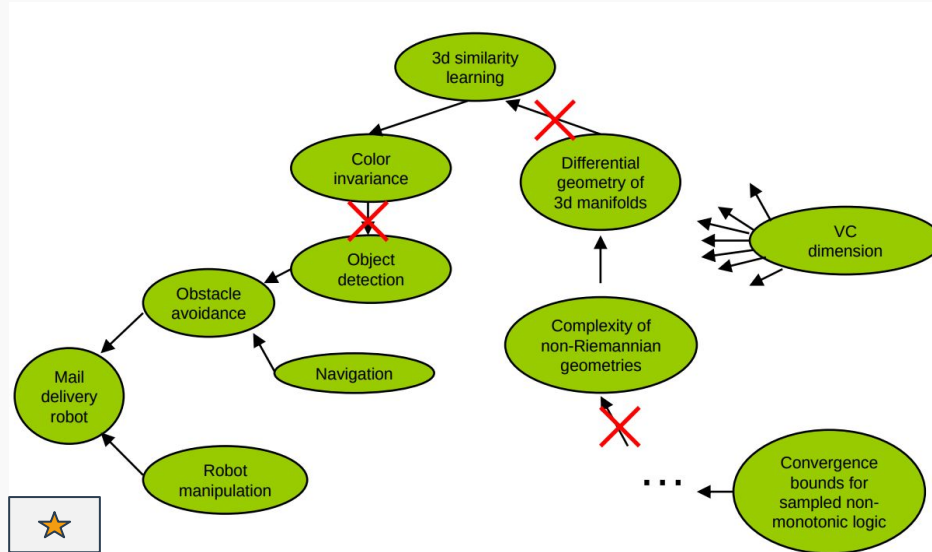 3d similarity
learning
Color
invariance
Differential
geometry of
3d manifolds
VC
dimension
Object
detection
Obstacle
avoidance
Complexity of
non-Riemannian
geometries
Navigation
Mail
delivery
robot
Robot
manipulation
...
Convergence
bounds for
sampled non-
monotonic logic